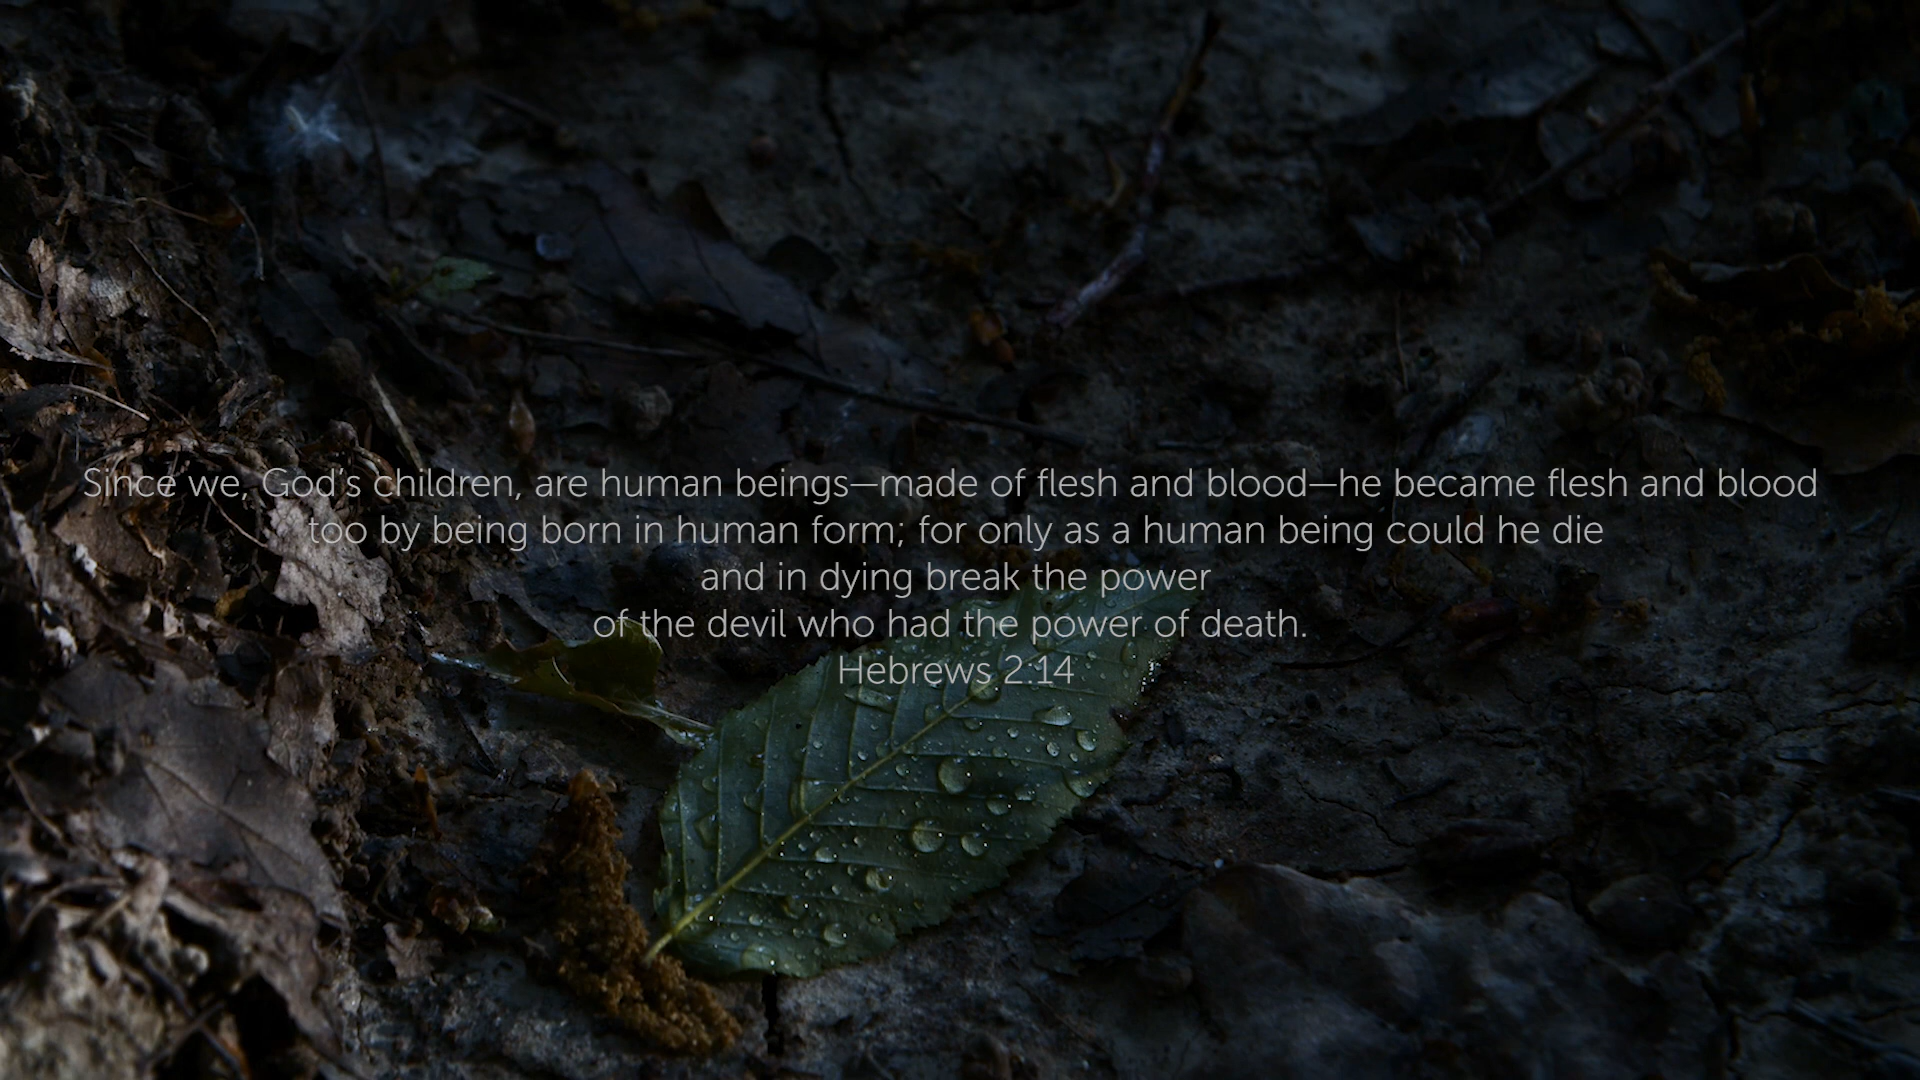 Since we, God's children, are human beings—made of flesh and blood—he became flesh and blood
too by being born in human form; for only as a human being could he die
and in dying break the power
of the devil who had the power of death.
Hebrews 2:14